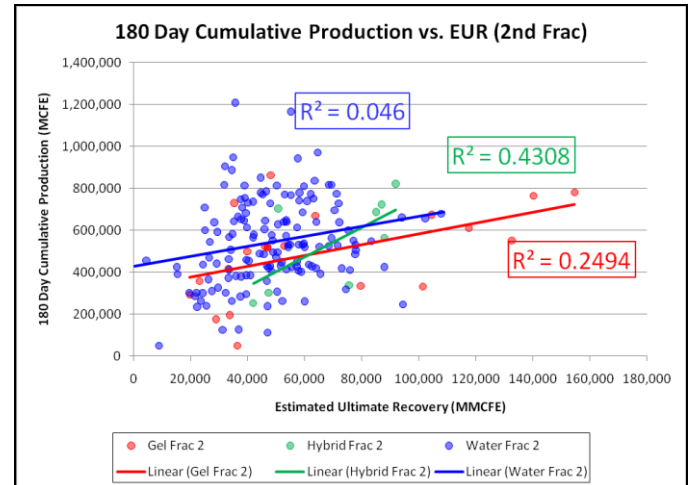 180 Day Cumulative Production vs. EUR (2nd Frac)
180 Day Cumulative Production (MCFE)
1,400,000
1,200,000
1,000,000
800,000
600,000
400,000
200,000
0
R² = 0.046
R² = 0.4308
R² = 0.2494
0 20,000 40,000 60,000 80,000 100,000 120,000 140,000 160,000 180,000
Estimated Ultimate Recovery (MMCFE)
Gel Frac 2 Hybrid Frac 2 Water Frac 2
Linear (Gel Frac 2) Linear (Hybrid Frac 2) Linear (Water Frac 2)